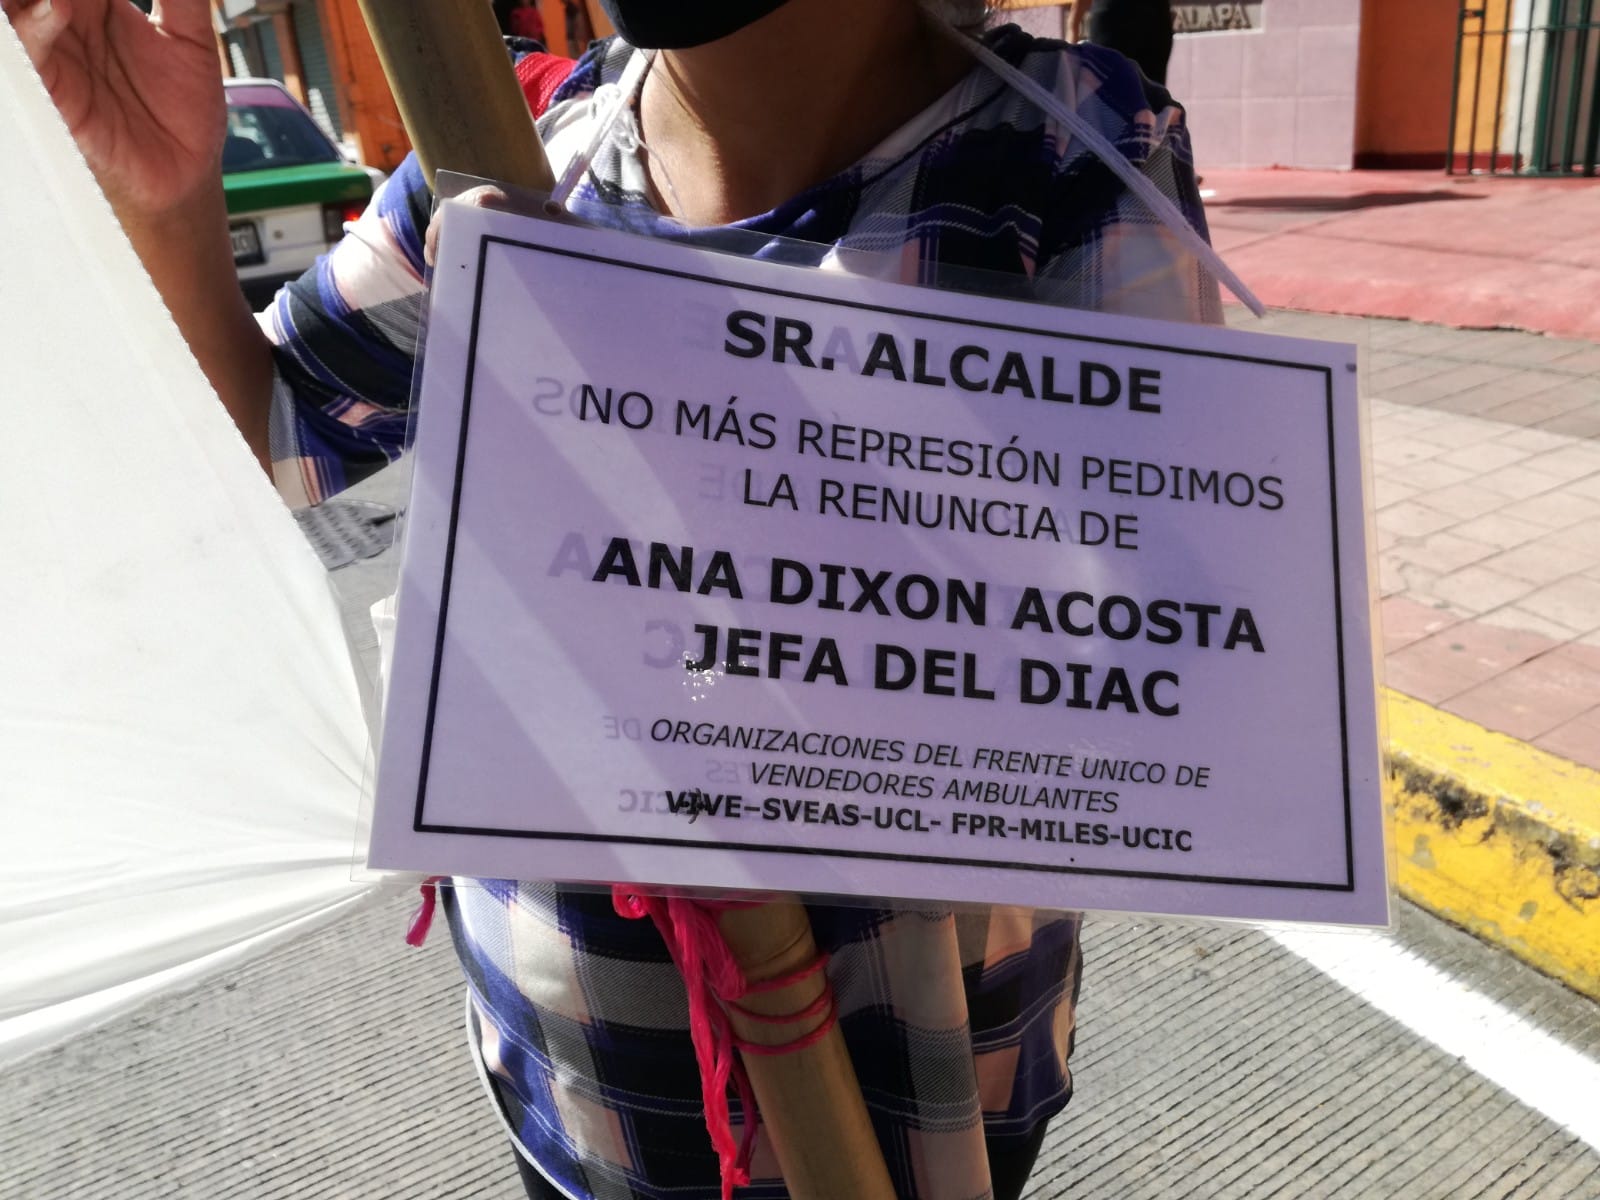 ALAPA
SR. ALCALDE
NO MÁS REPRESIÓN PEDIMOS
LA RENUNCIA DE
ANA DIXON ACOSTA
JEFA DEL DIAC
ORGANIZACIONES DEL FRENTE UNICO DE
VENDEDORES AMBULANTES
VIVE–SVEAS-UCL- FPR-MILES-UCIC